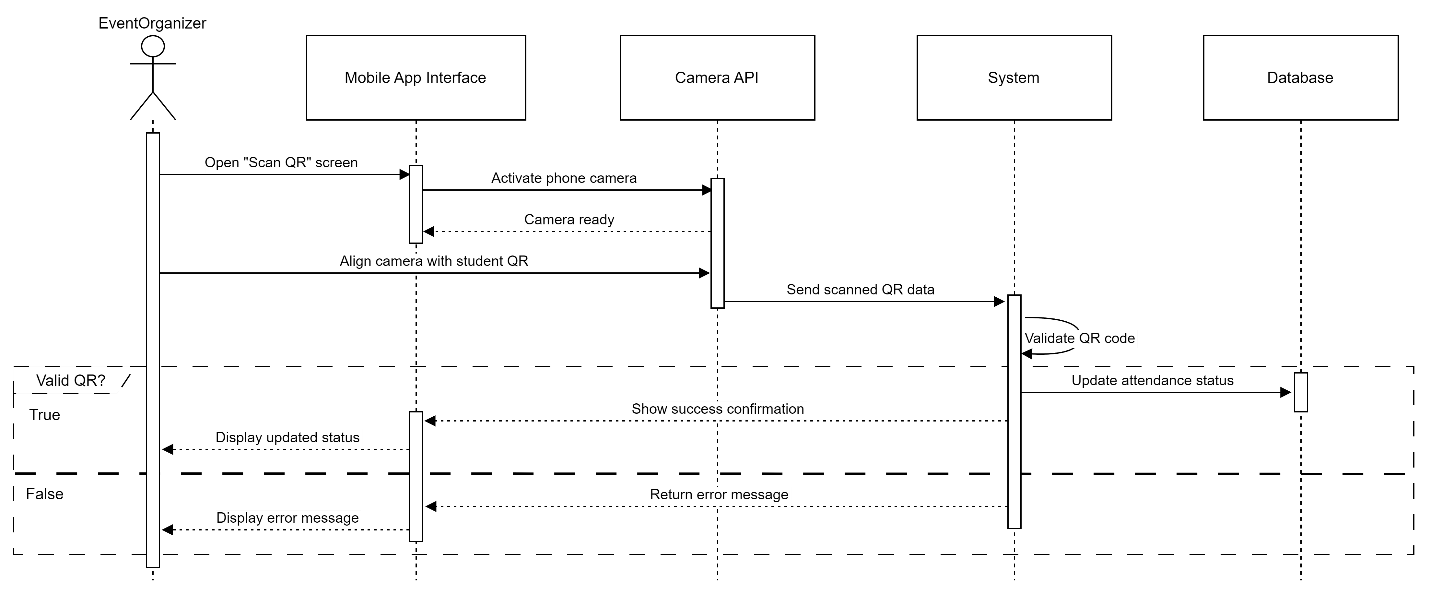 EventOrganizer
Mobile App Interface
Camera API
System
Database
Open "Scan QR" screen
Activate phone camera
Camera ready
Align camera with student QR
Send scanned QR data
Validate QR code
Valid QR?
Update attendance status
True
Show success confirmation
Display updated status
False
Return error message
Display error message